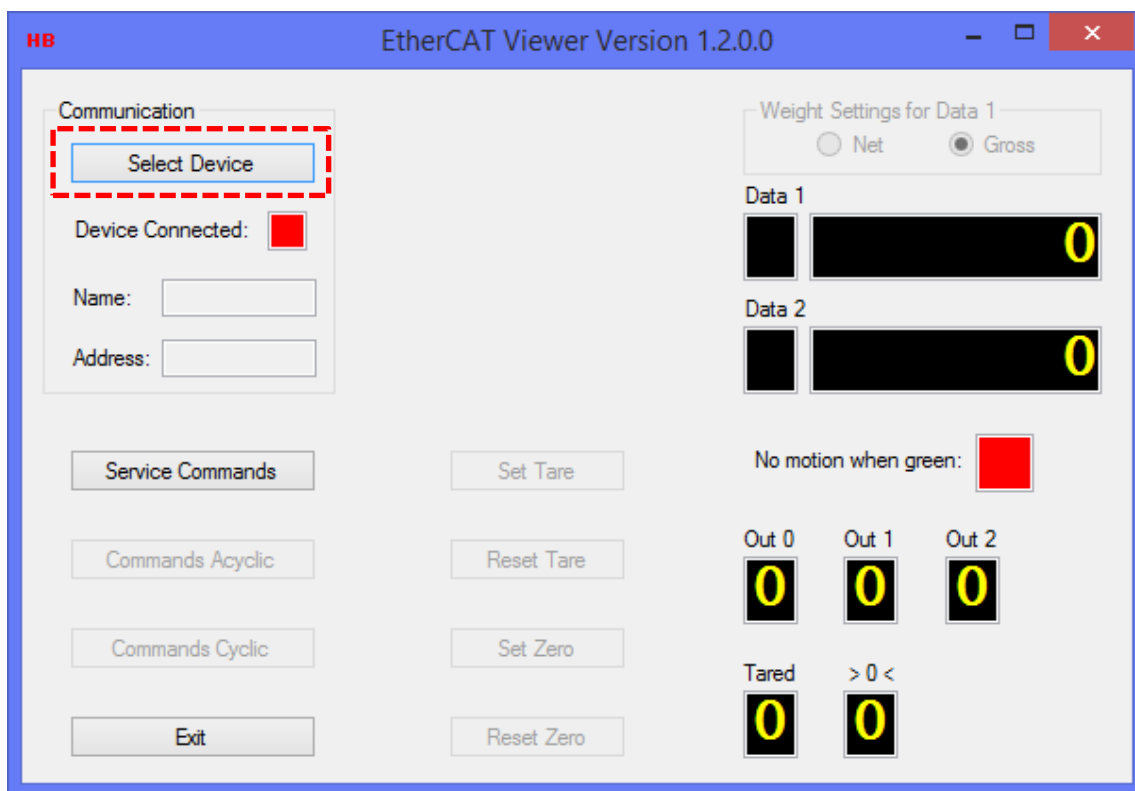 HB
EtherCAT Viewer Version 1.2.0.0
Communication
Select Device
Device Connected:
Name:
Address:
Weight Settings for Data 1
Net Gross
Data 1
0
Data 2
0
Service Commands
Commands Acyclic
Commands Cyclic
Exit
Set Tare
Reset Tare
Set Zero
Reset Zero
No motion when green:
Out 0 Out 1 Out 2
0 0 0
Tared > 0 <
0 0